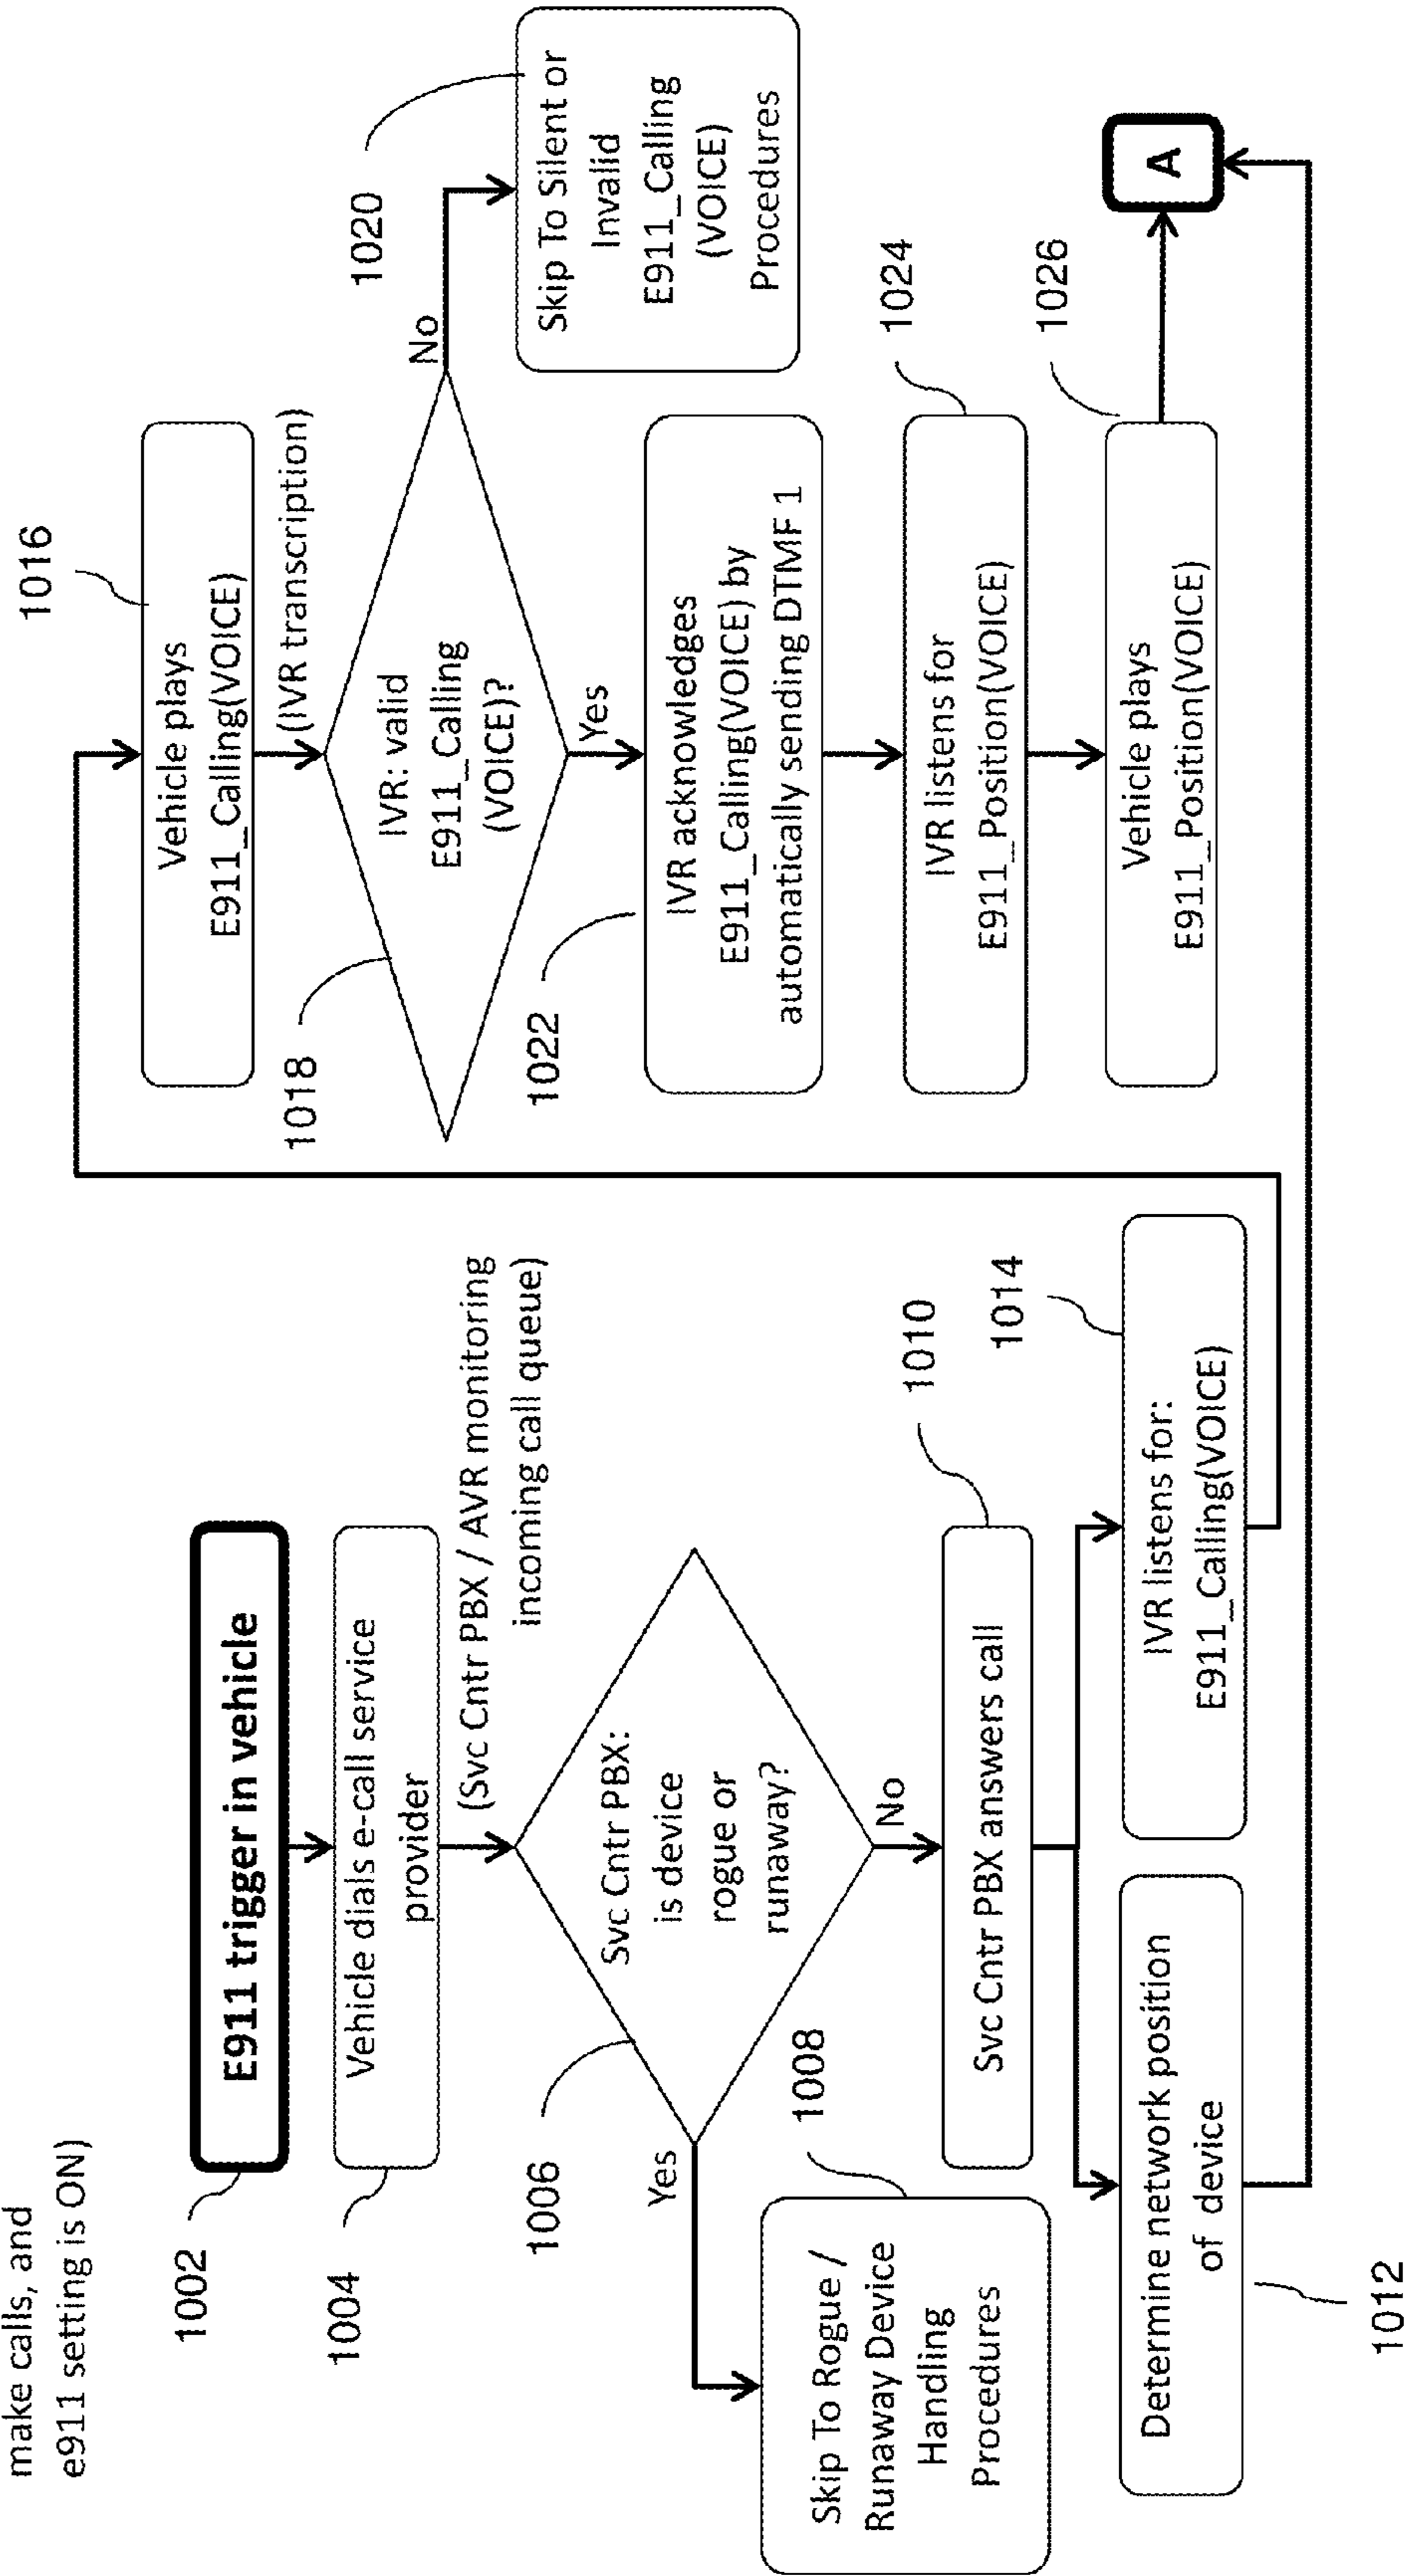 make calls, and
e911 setting is ON)
1002
E911 trigger in vehicle
1004
Vehicle dials e-call service
provider
(Svc Cntr PBX / AVR monitoring
incoming call queue)
1006
Svc Cntr PBX:
is device
rogue or
runaway?
Yes
No
1008
Skip To Rogue /
Runaway Device
Handling
Procedures
1010
Svc Cntr PBX answers call
1012
Determine network position
of device
1014
IVR listens for:
E911_Calling(VOICE)
1016
Vehicle plays
E911_Calling(VOICE)
(IVR transcription)
1018
IVR: valid
E911_Calling
(VOICE)?
No
Yes
1020
Skip To Silent or
Invalid
E911_Calling
(VOICE)
Procedures
1022
IVR acknowledges
E911_Calling(VOICE) by
automatically sending DTMF 1
1024
IVR listens for
E911_Position(VOICE)
1026
Vehicle plays
E911_Position(VOICE)
A